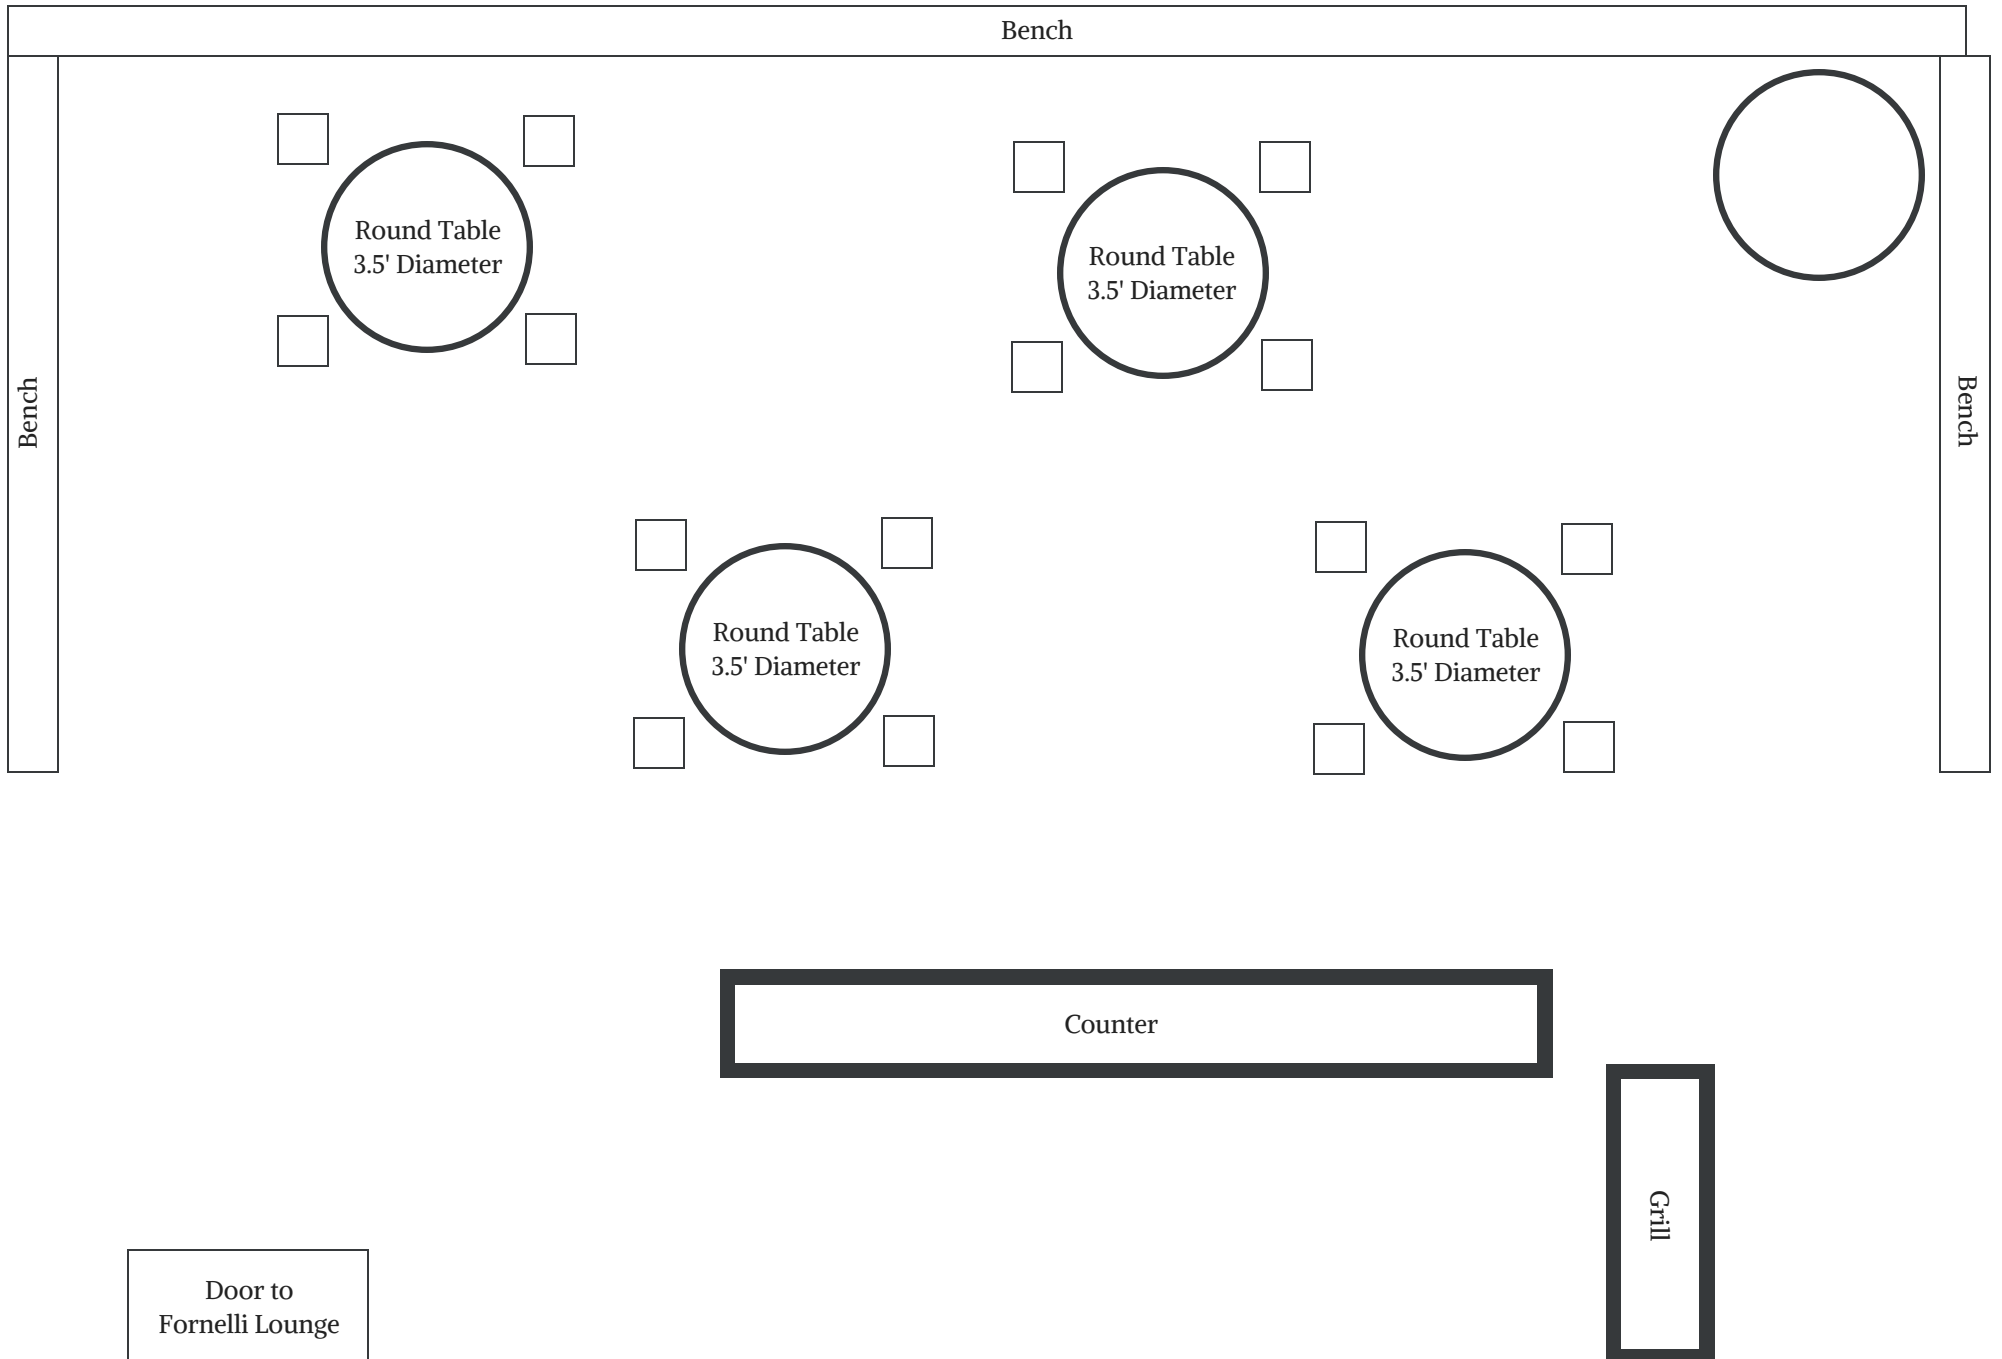 Bench
Round Table
3.5' Diameter
Round Table
3.5' Diameter
Bench
Bench
Round Table
3.5' Diameter
Round Table
3.5' Diameter
Counter
Grill
Door to
Fornelli Lounge